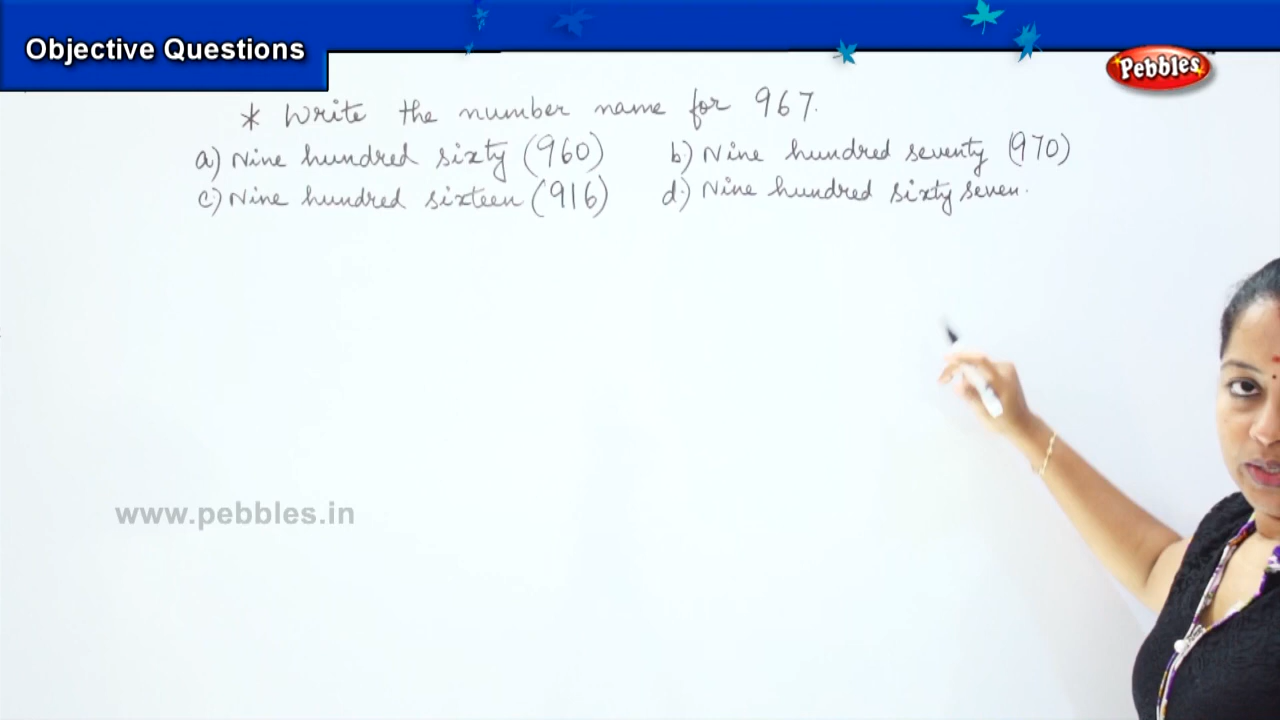 Objective Questions
Pebbles
* Write the number name for 967.
a) Nine hundred sixty (960) b) Nine hundred seventy (970)
c) Nine hundred sixteen (916) d) Nine hundred sixty seven.
www.pebbles.in